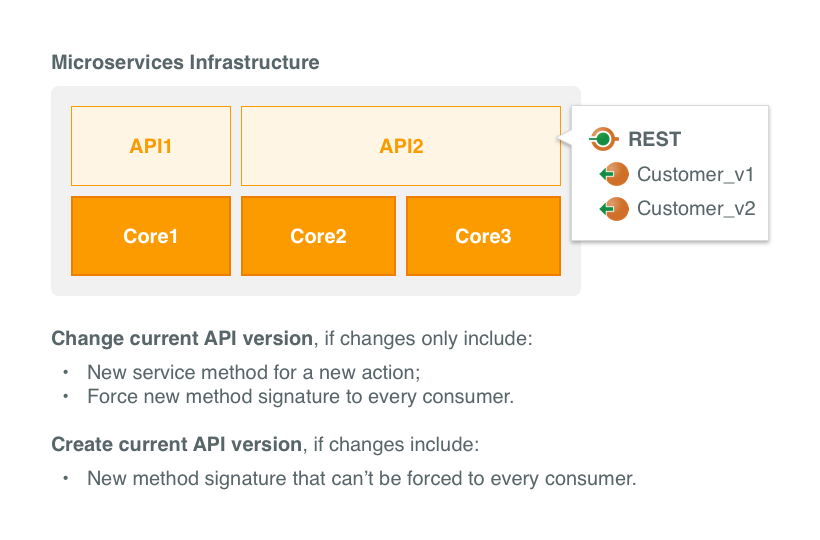 Microservices Infrastructure
API1
API2
REST
Customer_v1
Customer_v2
Core1
Core2
Core3
Change current API version, if changes only include:
• New service method for a new action;
• Force new method signature to every consumer.
Create current API version, if changes include:
• New method signature that can’t be forced to every consumer.